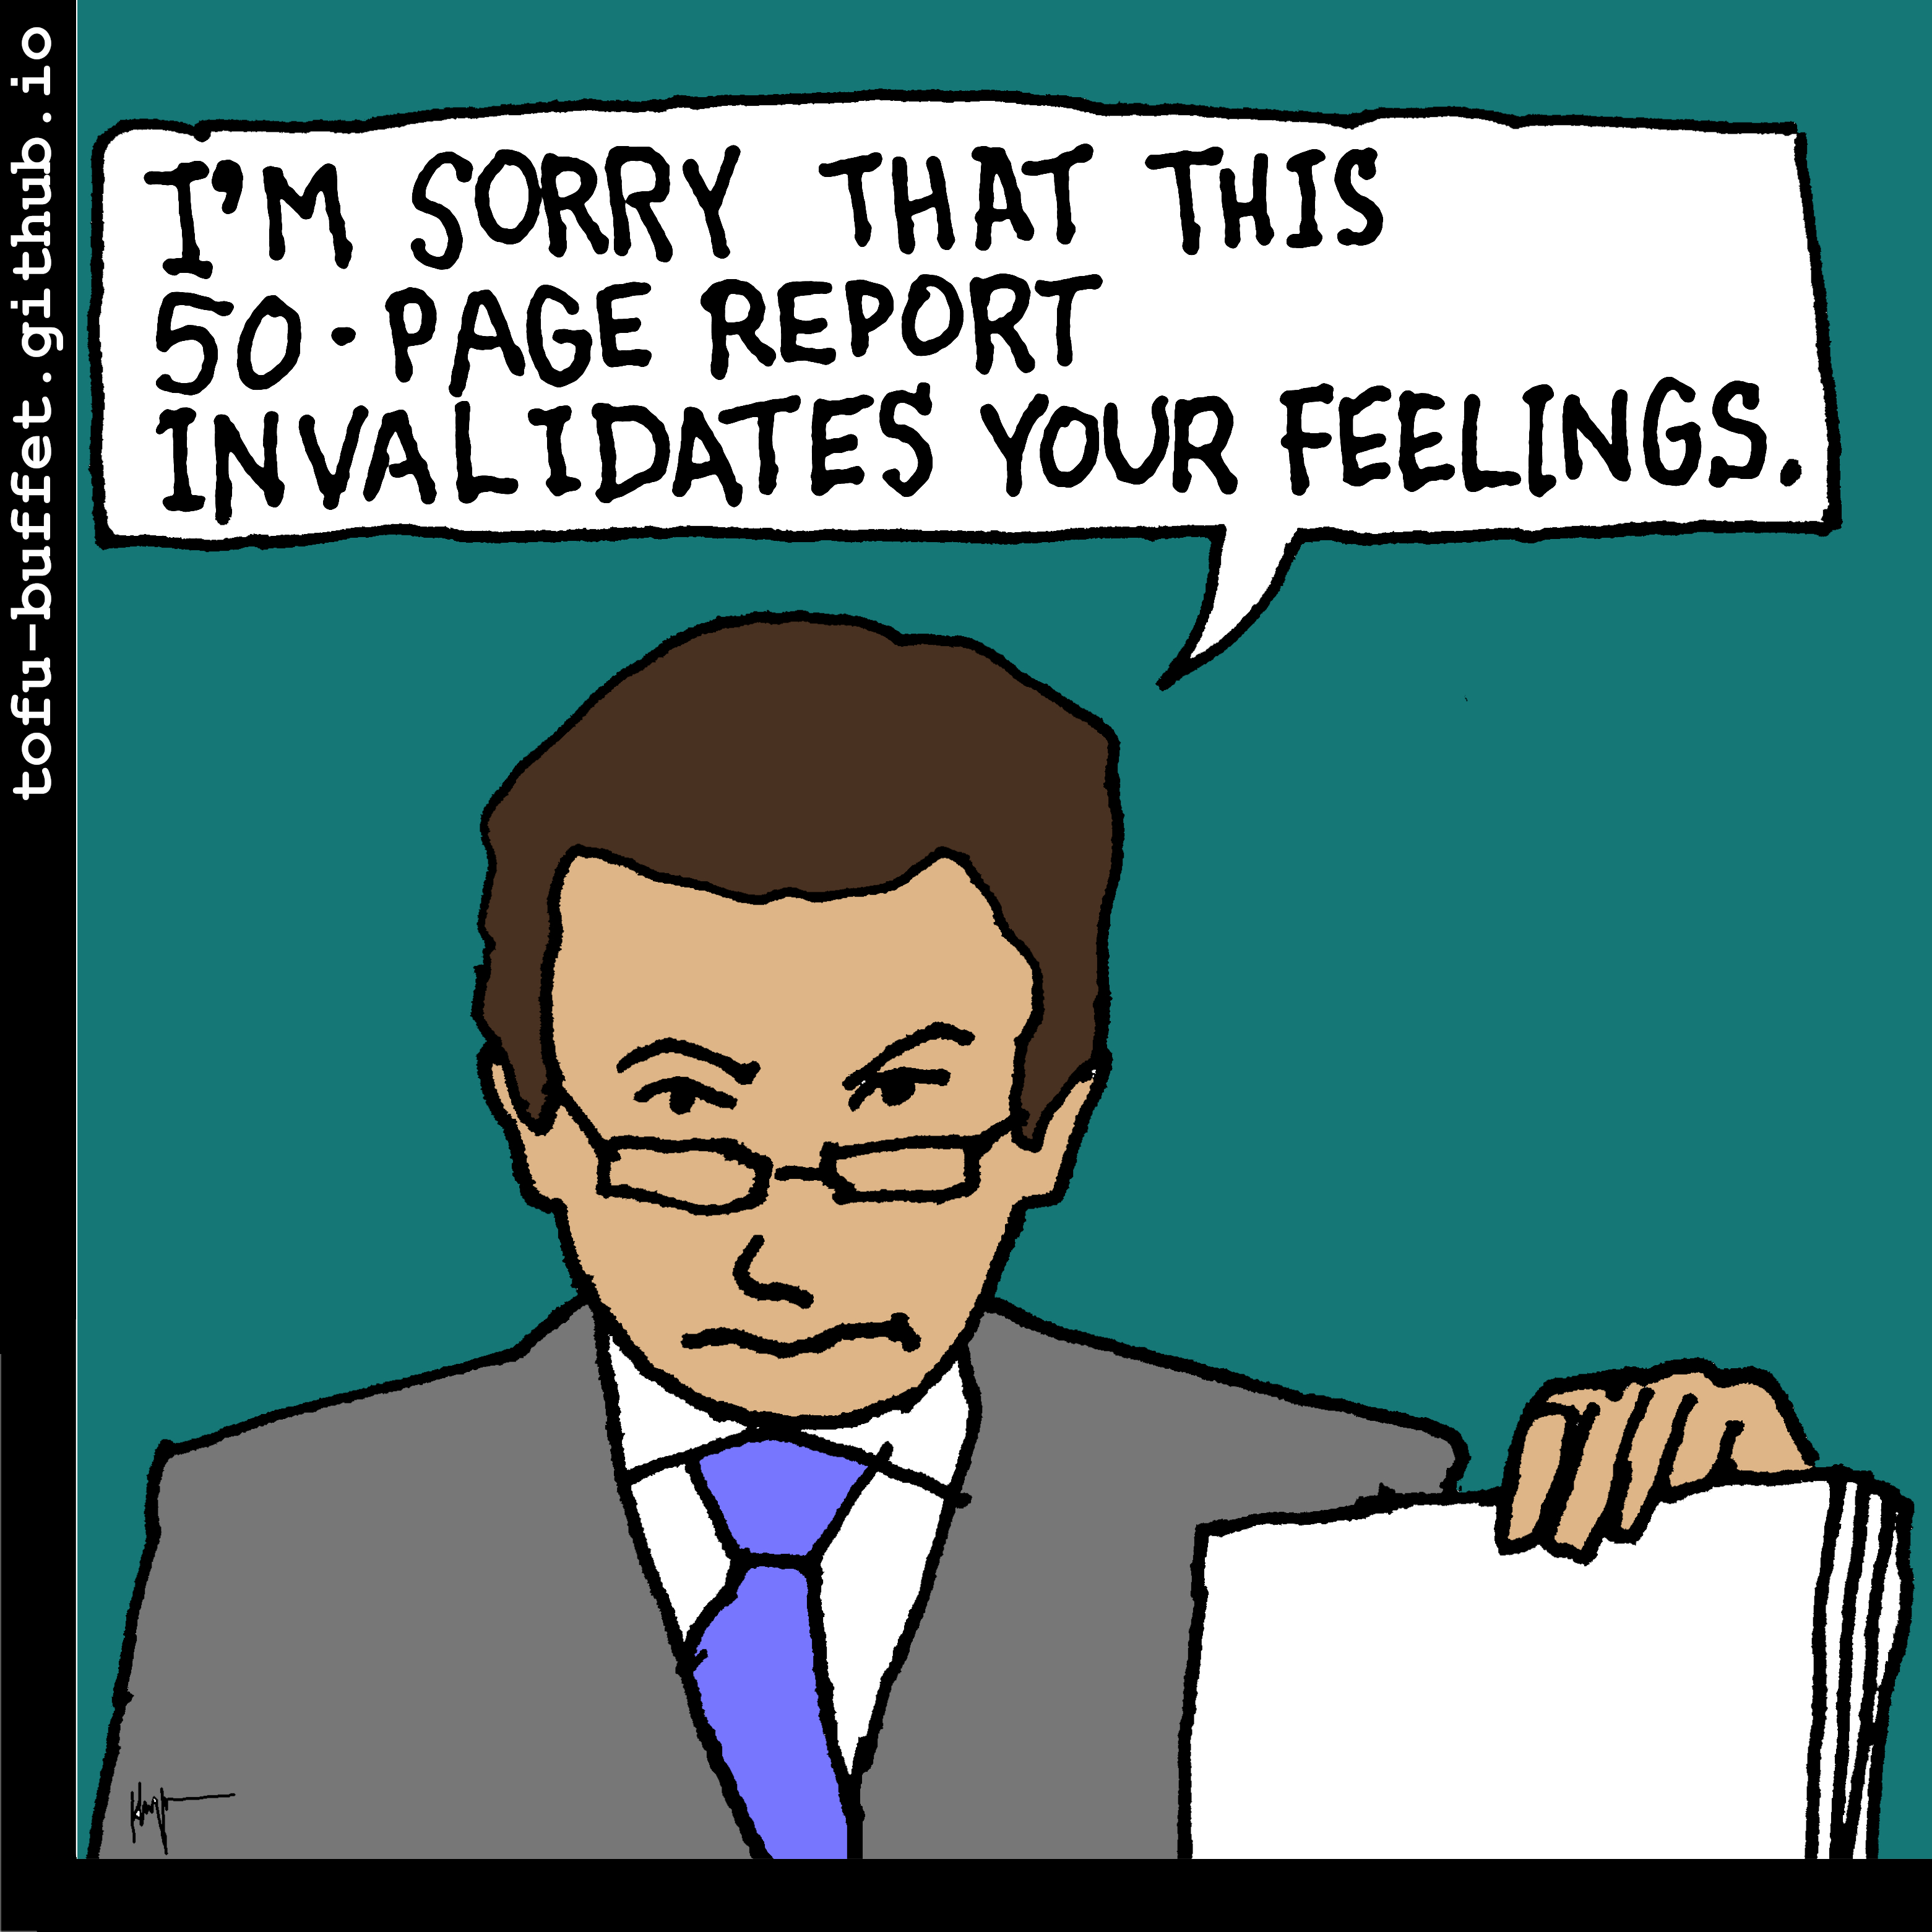 I'M SORRY THAT THIS
50-PAGE REPORT
INVALIDATES YOUR FEELINGS.
tofu-buffet.github.io